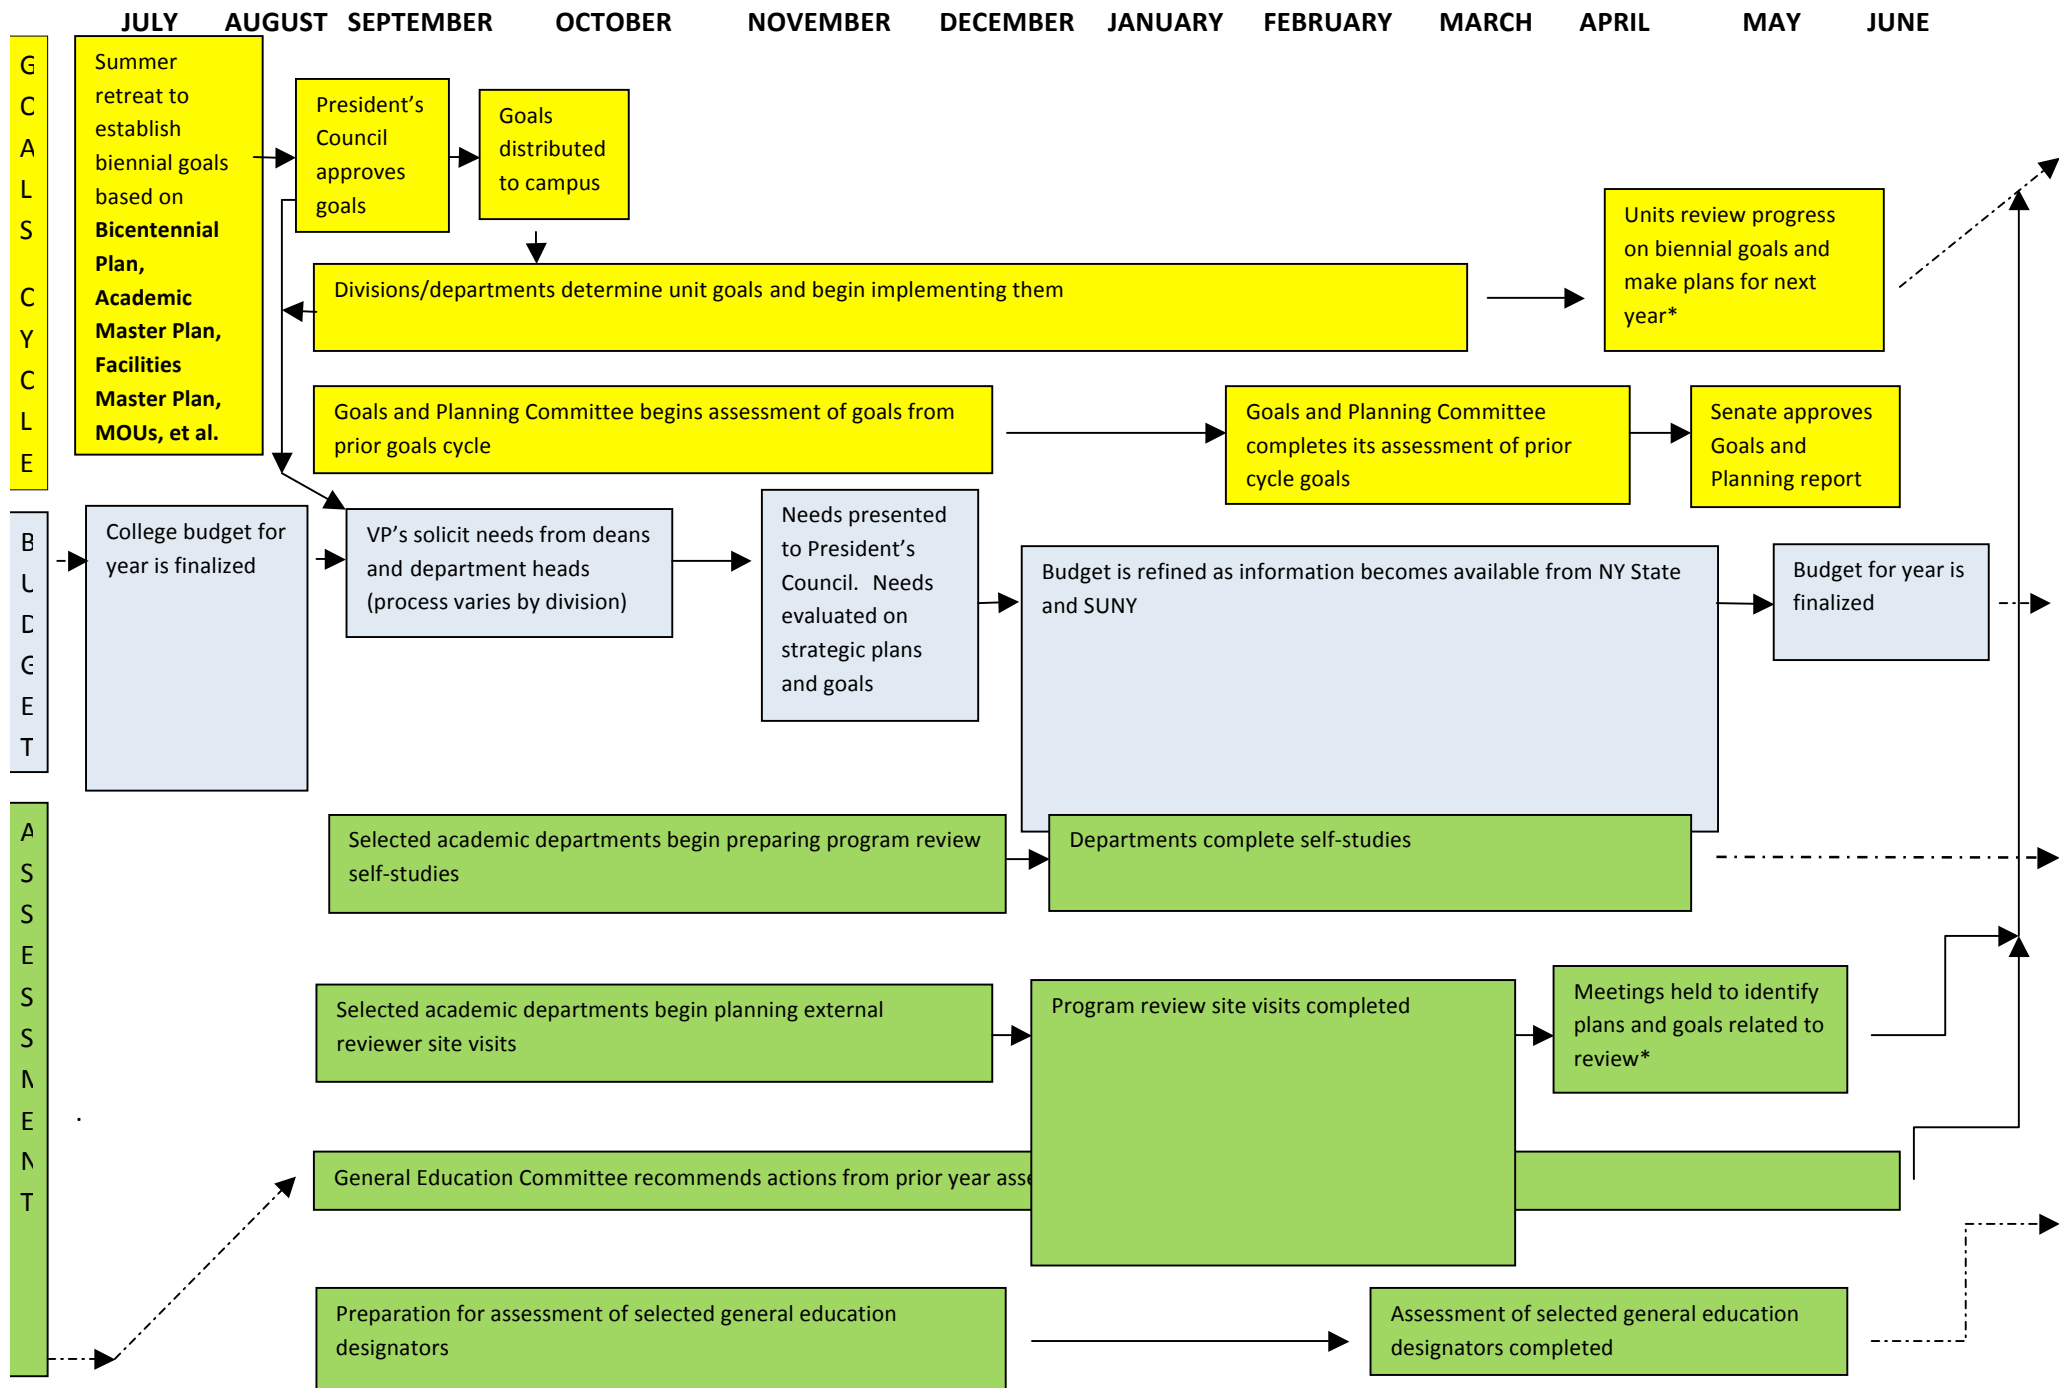 JULY AUGUST SEPTEMBER OCTOBER NOVEMBER DECEMBER JANUARY FEBRUARY MARCH APRIL MAY JUNE
GOALS CYCLE
Summer
retreat to
establish
biennial goals
based on
Bicentennial
Plan,
Academic
Master Plan,
Facilities
Master Plan,
MOUs, et al.
President's
Council
approves
goals
Goals
distributed
to campus
Divisions/departments determine unit goals and begin implementing them
Units review progress
on biennial goals and
make plans for next
year*
Goals and Planning Committee begins assessment of goals from
prior goals cycle
Goals and Planning Committee
completes its assessment of prior
cycle goals
Senate approves
Goals and
Planning report
BUDGET
College budget for
year is finalized
VP's solicit needs from deans
and department heads
(process varies by division)
Needs presented
to President's
Council. Needs
evaluated on
strategic plans
and goals
Budget is refined as information becomes available from NY State
and SUNY
Budget for year is
finalized
ASSESSMENT
Selected academic departments begin preparing program review
self-studies
Departments complete self-studies
Selected academic departments begin planning external
reviewer site visits
Program review site visits completed
Meetings held to identify
plans and goals related to
review*
General Education Committee recommends actions from prior year asse
Preparation for assessment of selected general education
designators
Assessment of selected general education
designators completed